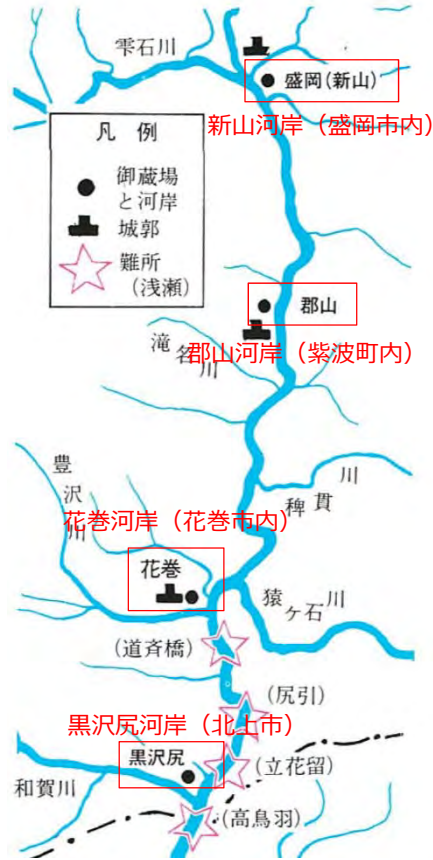 雫石川
盛岡(新山)
新山河岸（盛岡市内）
凡 例
御蔵場
と河岸
城郭
難所
(浅瀬)
郡山
滝名川
郡山河岸（紫波町内）
豊沢川
稗貫川
花巻河岸（花巻市内）
花巻
猿ヶ石川
(道斉橋)
(尻引)
黒沢尻河岸（北上市）
黒沢尻
(立花留)
和賀川
(高鳥羽)